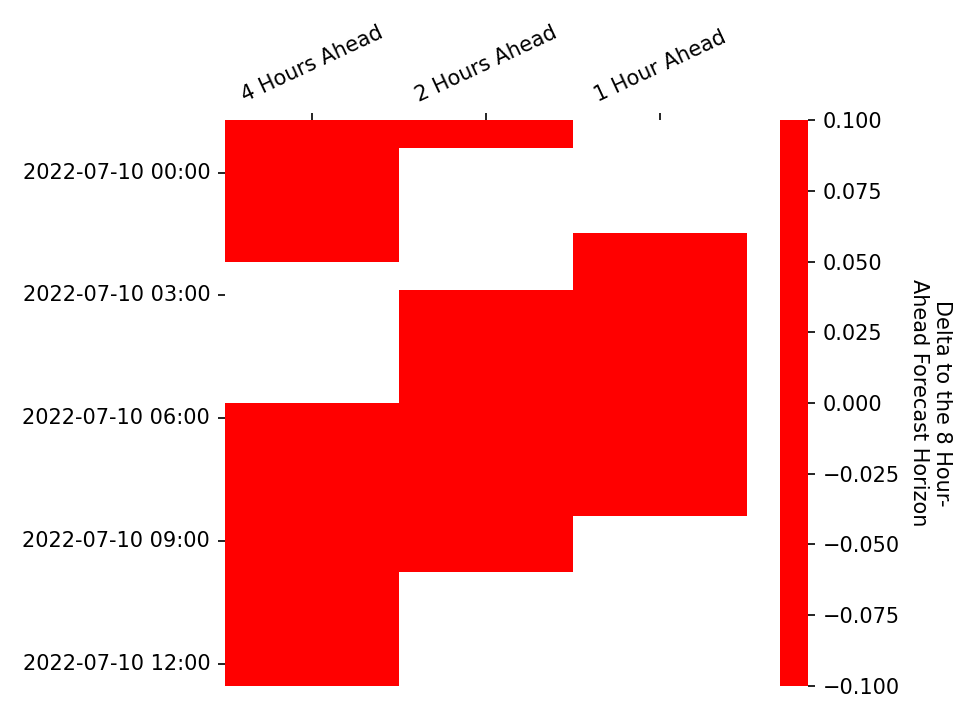 4 Hours Ahead
2 Hours Ahead
1 Hour Ahead
2022-07-10 00:00
2022-07-10 03:00
2022-07-10 06:00
2022-07-10 09:00
2022-07-10 12:00
0.100
0.075
0.050
0.025
0.000
−0.025
−0.050
−0.075
−0.100
Delta to the 8 Hour-
Ahead Forecast Horizon